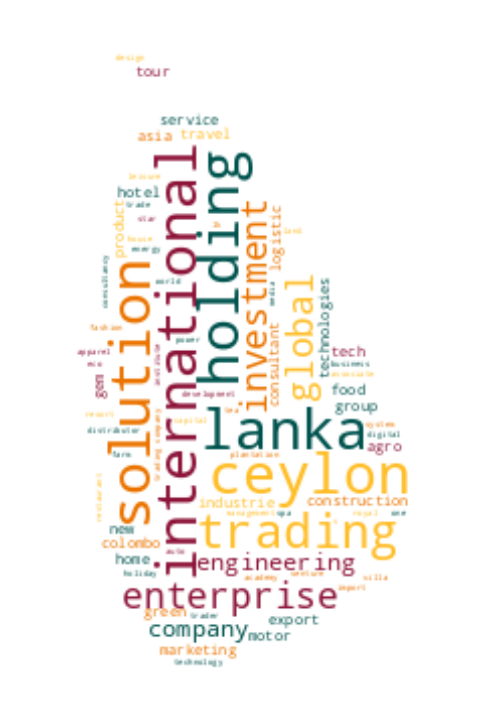 design
tour
service
asia
travel
leisure
hotel
trade
star
product
house
energy
consultancy
world
international
holding
investment
logistic
lk
land
media
solution
global
technologies
consultant
power
fashion
apparel
eco
gem
institute
development
tea
tech
business
associate
food
group
resort
distributor
farm
trading company
capital
lanka
system
digital
agro
plantation
ceylon
restaurant
industrie
construction
management
spa
royal
one
new
trading
colombo
auto
home
engineering
holiday
academy
venture
villa
import
enterprise
green
trader
export
company
motor
marketing
technology